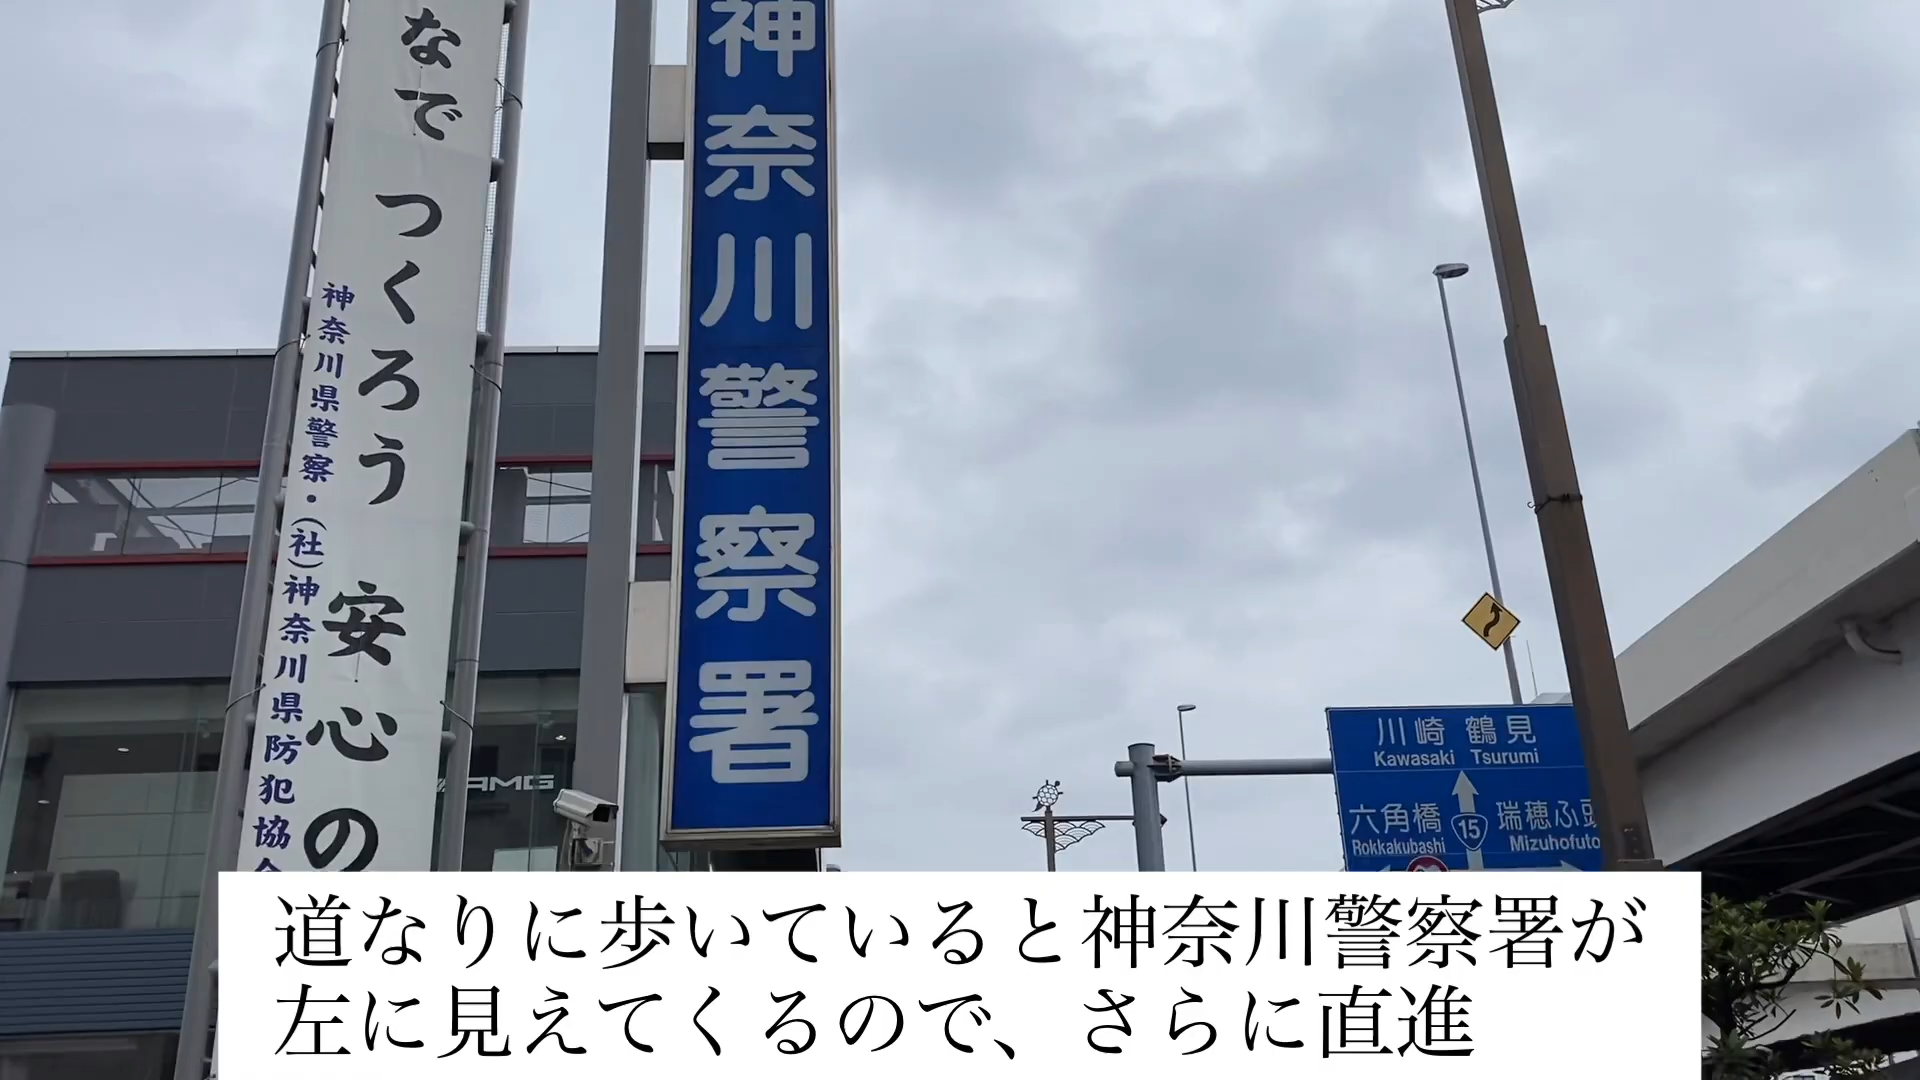 なで つくろう 安心の
神奈川県警察・(社)神奈川県防犯協会
神奈川警察署
AMG
川崎 鶴見
Kawasaki Tsurumi
六角橋
15
瑞穂ふ頭
Rokkakubashi
Mizuhofuto
道なりに歩いていると神奈川警察署が
左に見えてくるので、さらに直進